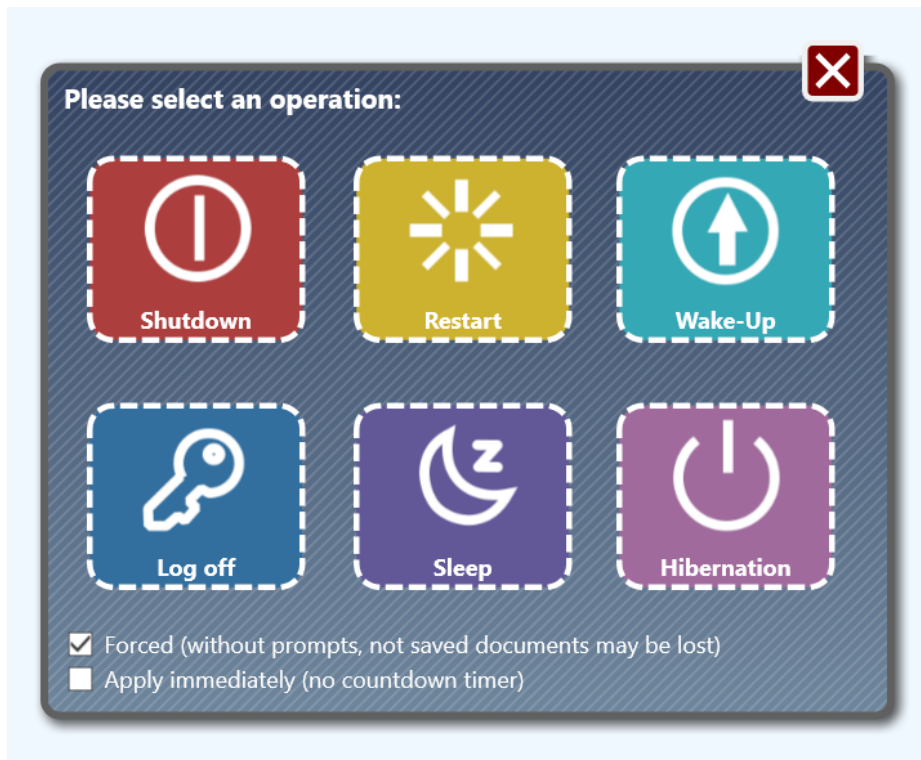 Please select an operation:
Shutdown
Restart
Wake-Up
Log off
Sleep
Hibernation
Forced (without prompts, not saved documents may be lost)
Apply immediately (no countdown timer)